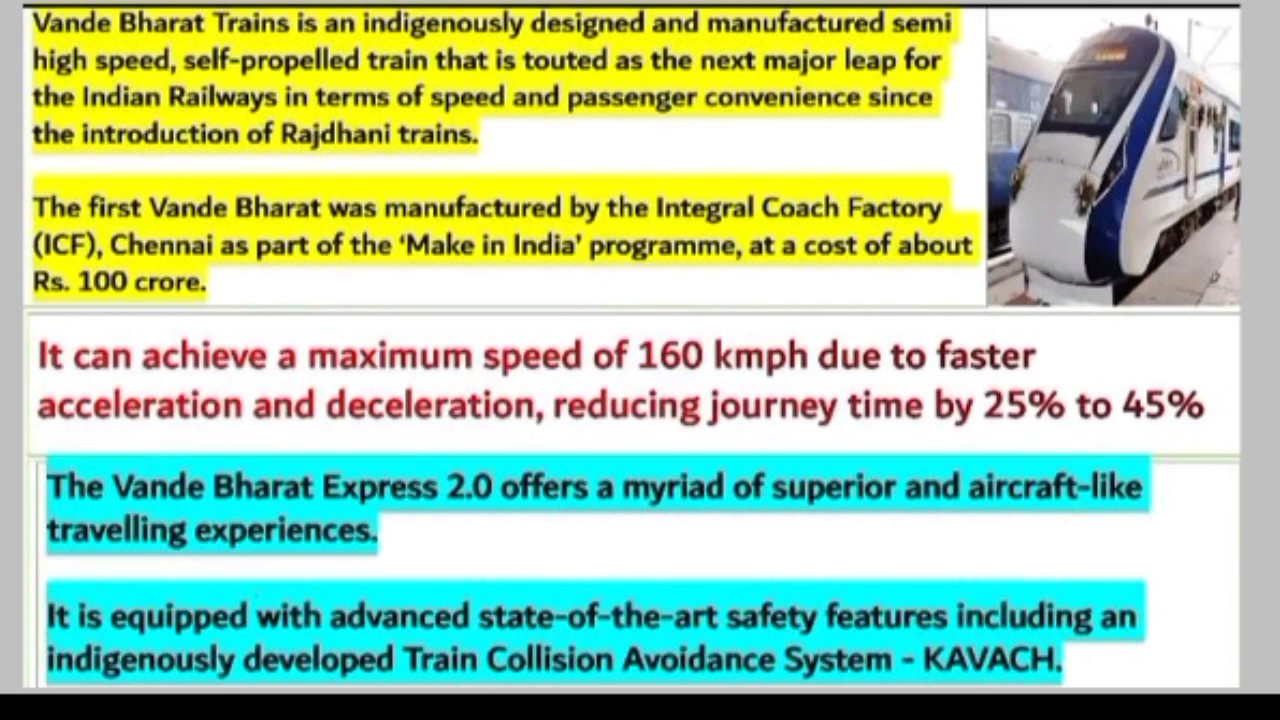 Vande Bharat Trains is an indigenously designed and manufactured semi
high speed, self-propelled train that is touted as the next major leap for
the Indian Railways in terms of speed and passenger convenience since
the introduction of Rajdhani trains.
The first Vande Bharat was manufactured by the Integral Coach Factory
(ICF), Chennai as part of the ‘Make in India’ programme, at a cost of about
Rs. 100 crore.
It can achieve a maximum speed of 160 kmph due to faster
acceleration and deceleration, reducing journey time by 25% to 45%
The Vande Bharat Express 2.0 offers a myriad of superior and aircraft-like
travelling experiences.
It is equipped with advanced state-of-the-art safety features including an
indigenously developed Train Collision Avoidance System - KAVACH.